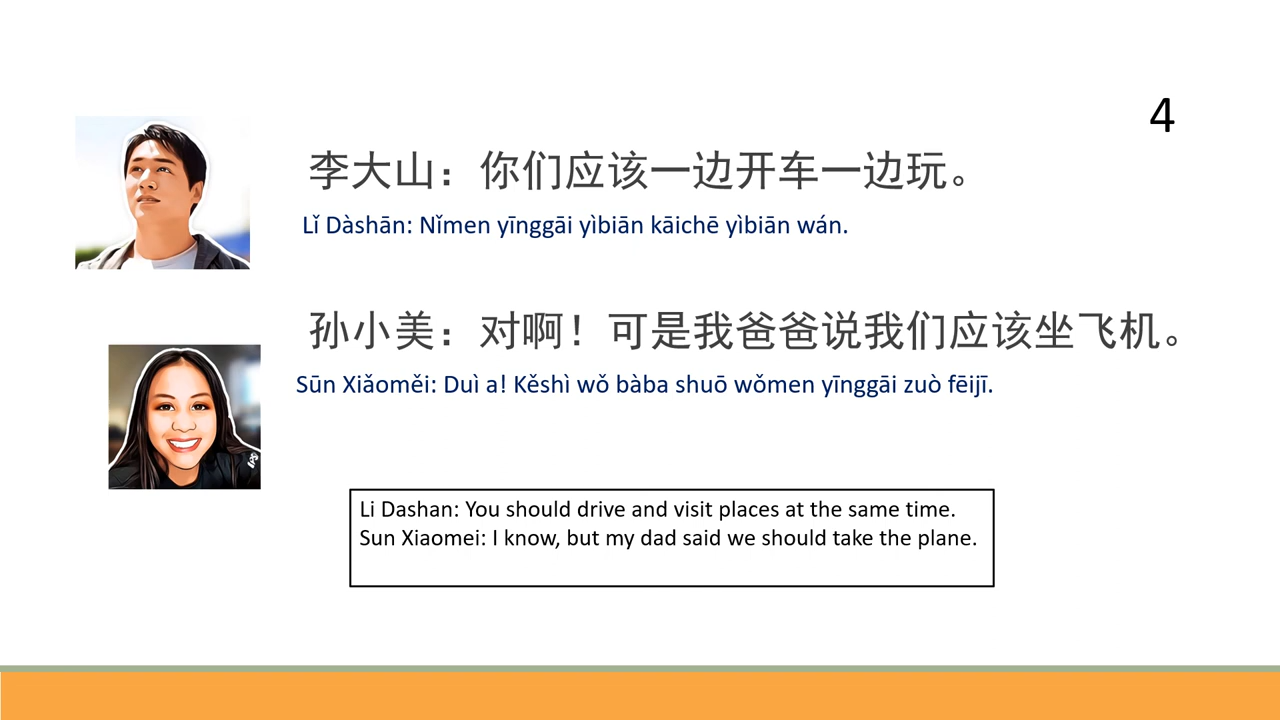 4
李大山：你们应该一边开车一边玩。
Lǐ Dàshān: Nǐmen yīnggāi yìbiān kāichē yìbiān wán.
孙小美：对啊！可是我爸爸说我们应该坐飞机。
Sūn Xiǎoměi: Duì a! Kěshì wǒ bàba shuō wǒmen yīnggāi zuò fēijī.
Li Dashan: You should drive and visit places at the same time.
Sun Xiaomei: I know, but my dad said we should take the plane.